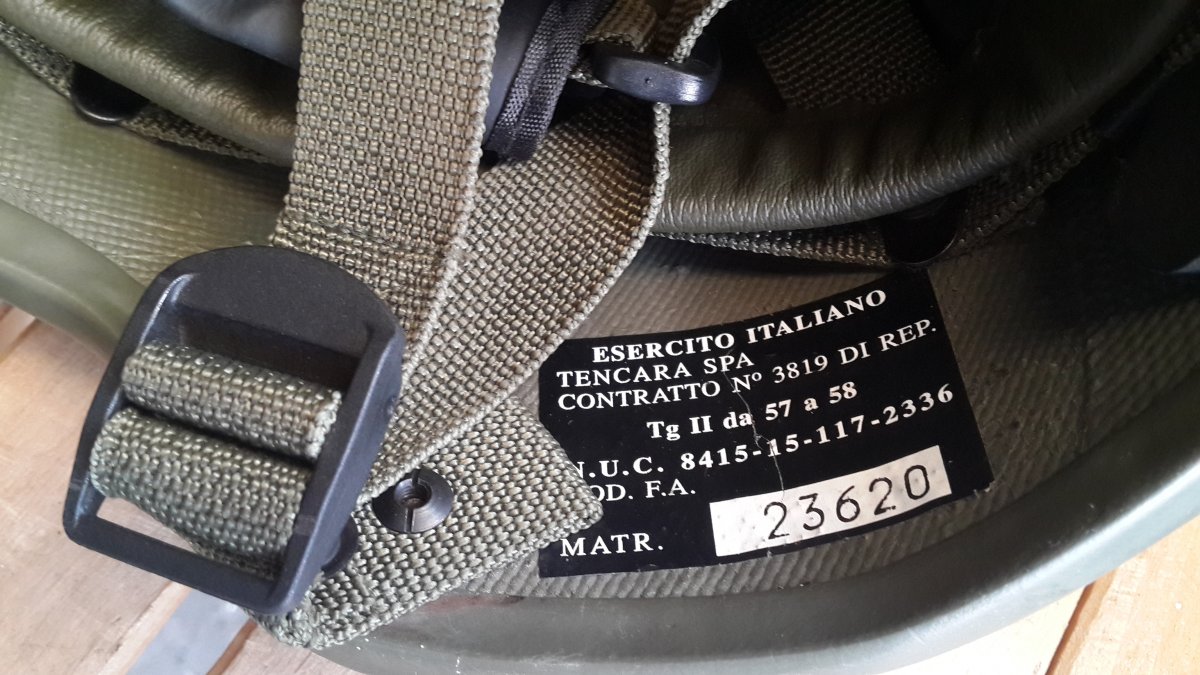 ESERCITO ITALIANO
TENCARA SPA
CONTRATTO Nº 3819 DI REP.
Tg II da 57 a 58
.U.C. 8415-15-117-2336
OD. F.A.
MATR. 23620